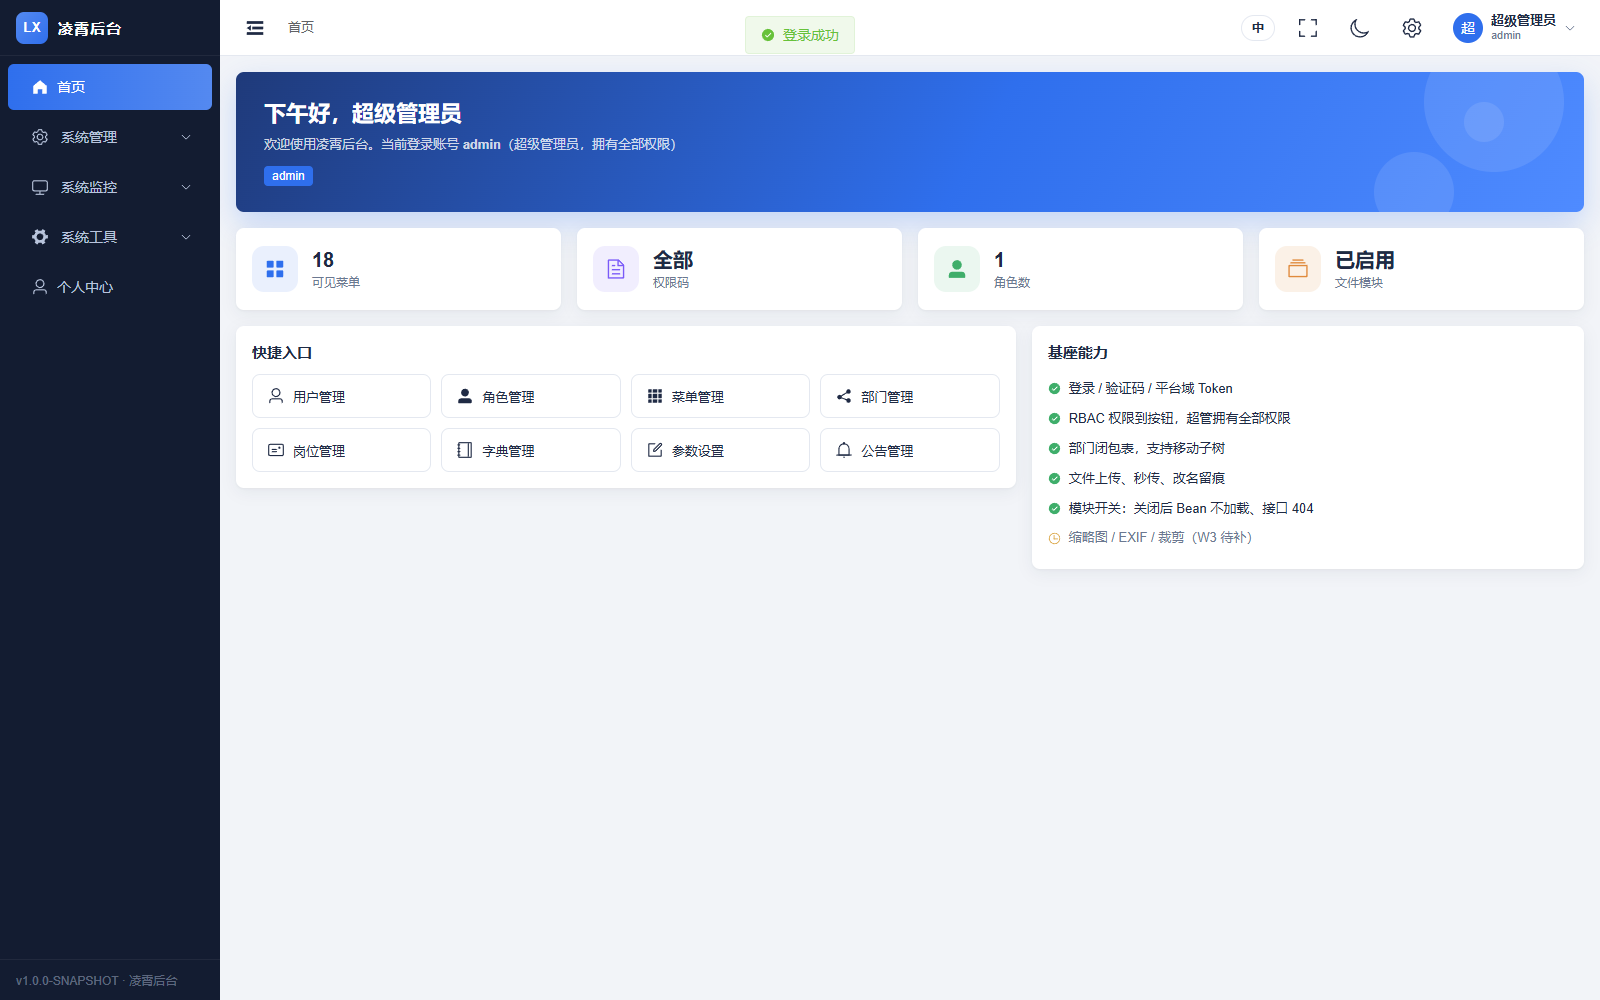 LX 凌霄后台
首页
系统管理
系统监控
系统工具
个人中心
v1.0.0-SNAPSHOT · 凌霄后台
首页
登录成功
中
超
超级管理员
admin
下午好，超级管理员
欢迎使用凌霄后台。当前登录账号 admin（超级管理员，拥有全部权限）
admin
18
可见菜单
全部
权限码
1
角色数
已启用
文件模块
快捷入口
用户管理
角色管理
菜单管理
部门管理
岗位管理
字典管理
参数设置
公告管理
基座能力
登录 / 验证码 / 平台域 Token
RBAC 权限到按钮，超管拥有全部权限
部门闭包表，支持移动子树
文件上传、秒传、改名留痕
模块开关：关闭后 Bean 不加载、接口 404
缩略图 / EXIF / 裁剪（W3 待补）